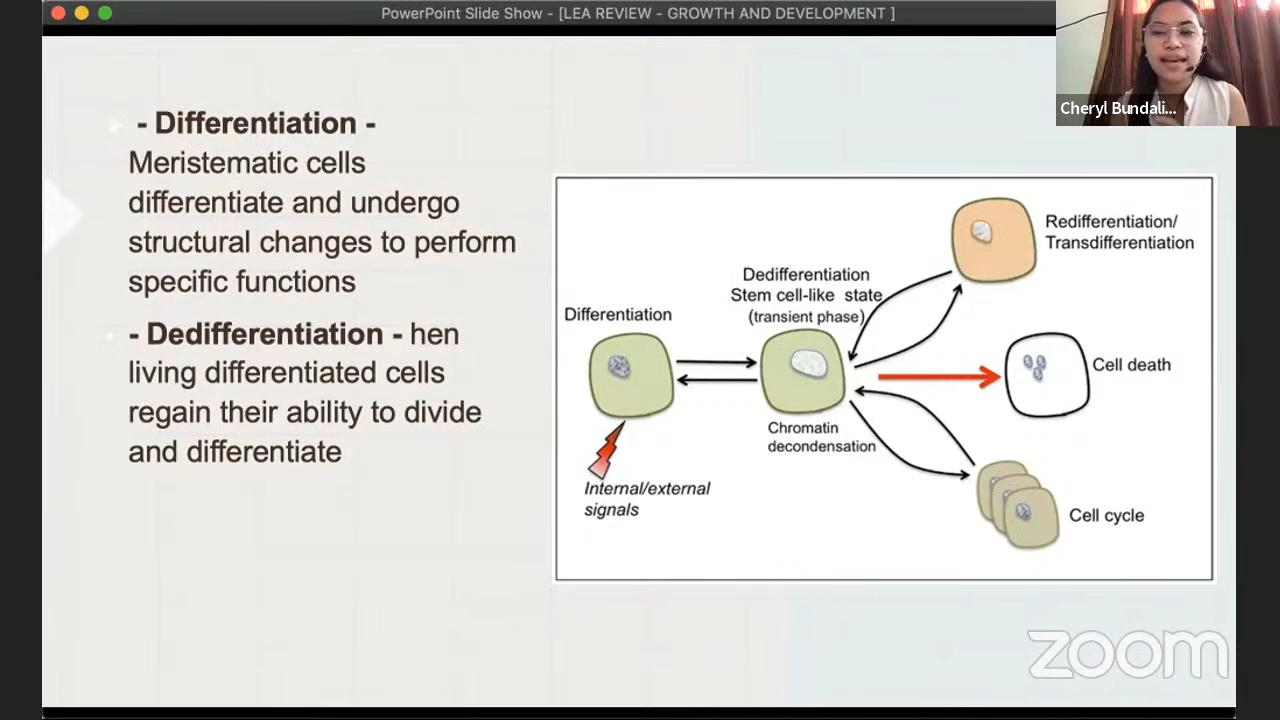 PowerPoint Slide Show - [LEA REVIEW - GROWTH AND DEVELOPMENT ]
Cheryl Bundali...
- Differentiation -
Meristematic cells
differentiate and undergo
structural changes to perform
specific functions
- Dedifferentiation - hen
living differentiated cells
regain their ability to divide
and differentiate
Differentiation
Internal/external
signals
Dedifferentiation
Stem cell-like state
(transient phase)
Chromatin
decondensation
Redifferentiation/
Transdifferentiation
Cell death
Cell cycle
zoom